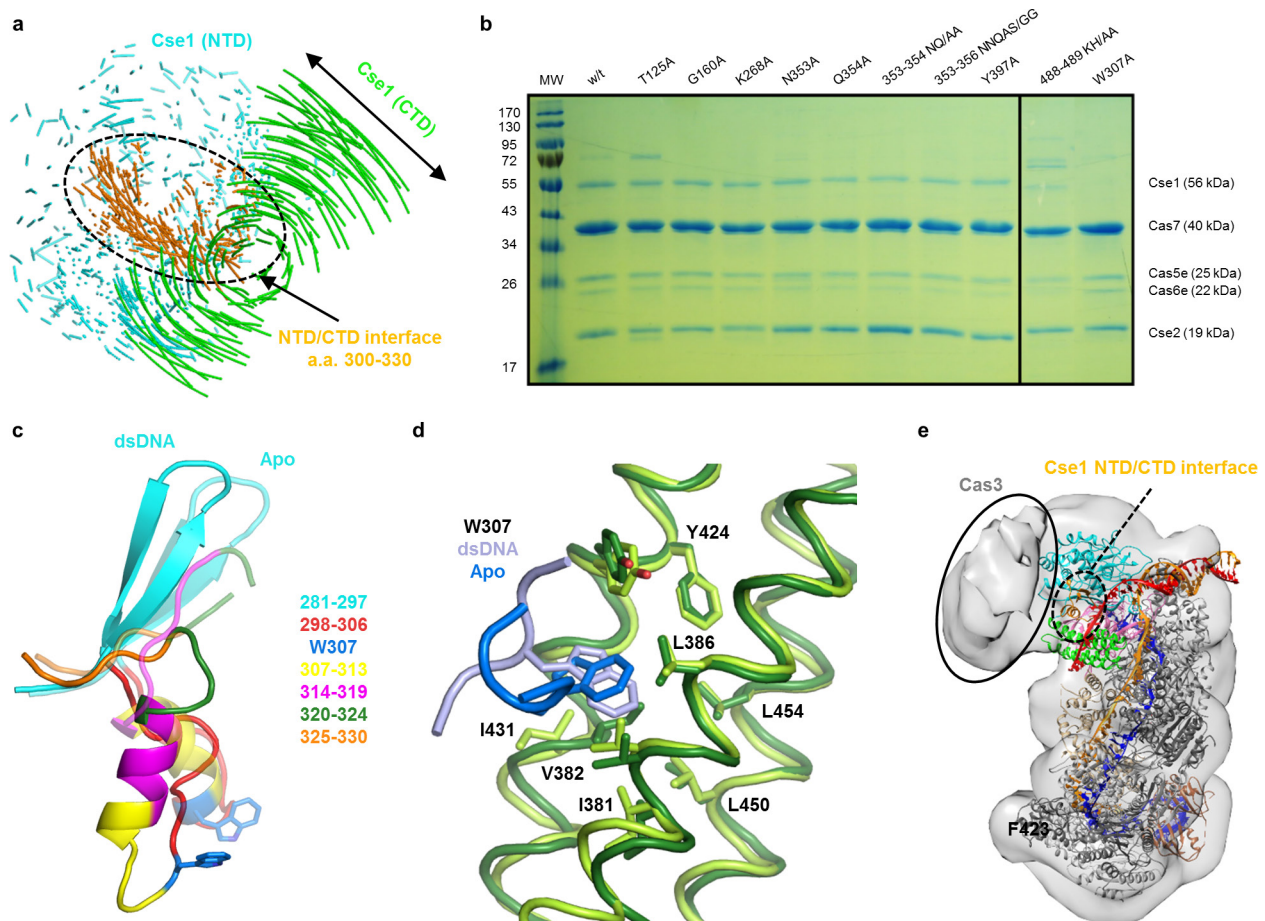 a
Cse1 (NTD)
Cse1 (CTD)
NTD/CTD interface
a.a. 300-330
b
MW
w/t
T125A
G160A
K268A
N353A
Q354A
353-354 NQ/AA
353-356 NNQAS/GG
Y397A
488-489 KH/AA
W307A
170
130
95
72
55
43
34
26
17
Cse1 (56 kDa)
Cas7 (40 kDa)
Cas5e (25 kDa)
Cas6e (22 kDa)
Cse2 (19 kDa)
c
dsDNA
Apo
281-297
298-306
W307
307-313
314-319
320-324
325-330
d
W307
dsDNA
Apo
Y424
L386
L454
I431
V382
I381
L450
F423
e
Cse1 NTD/CTD interface
Cas3